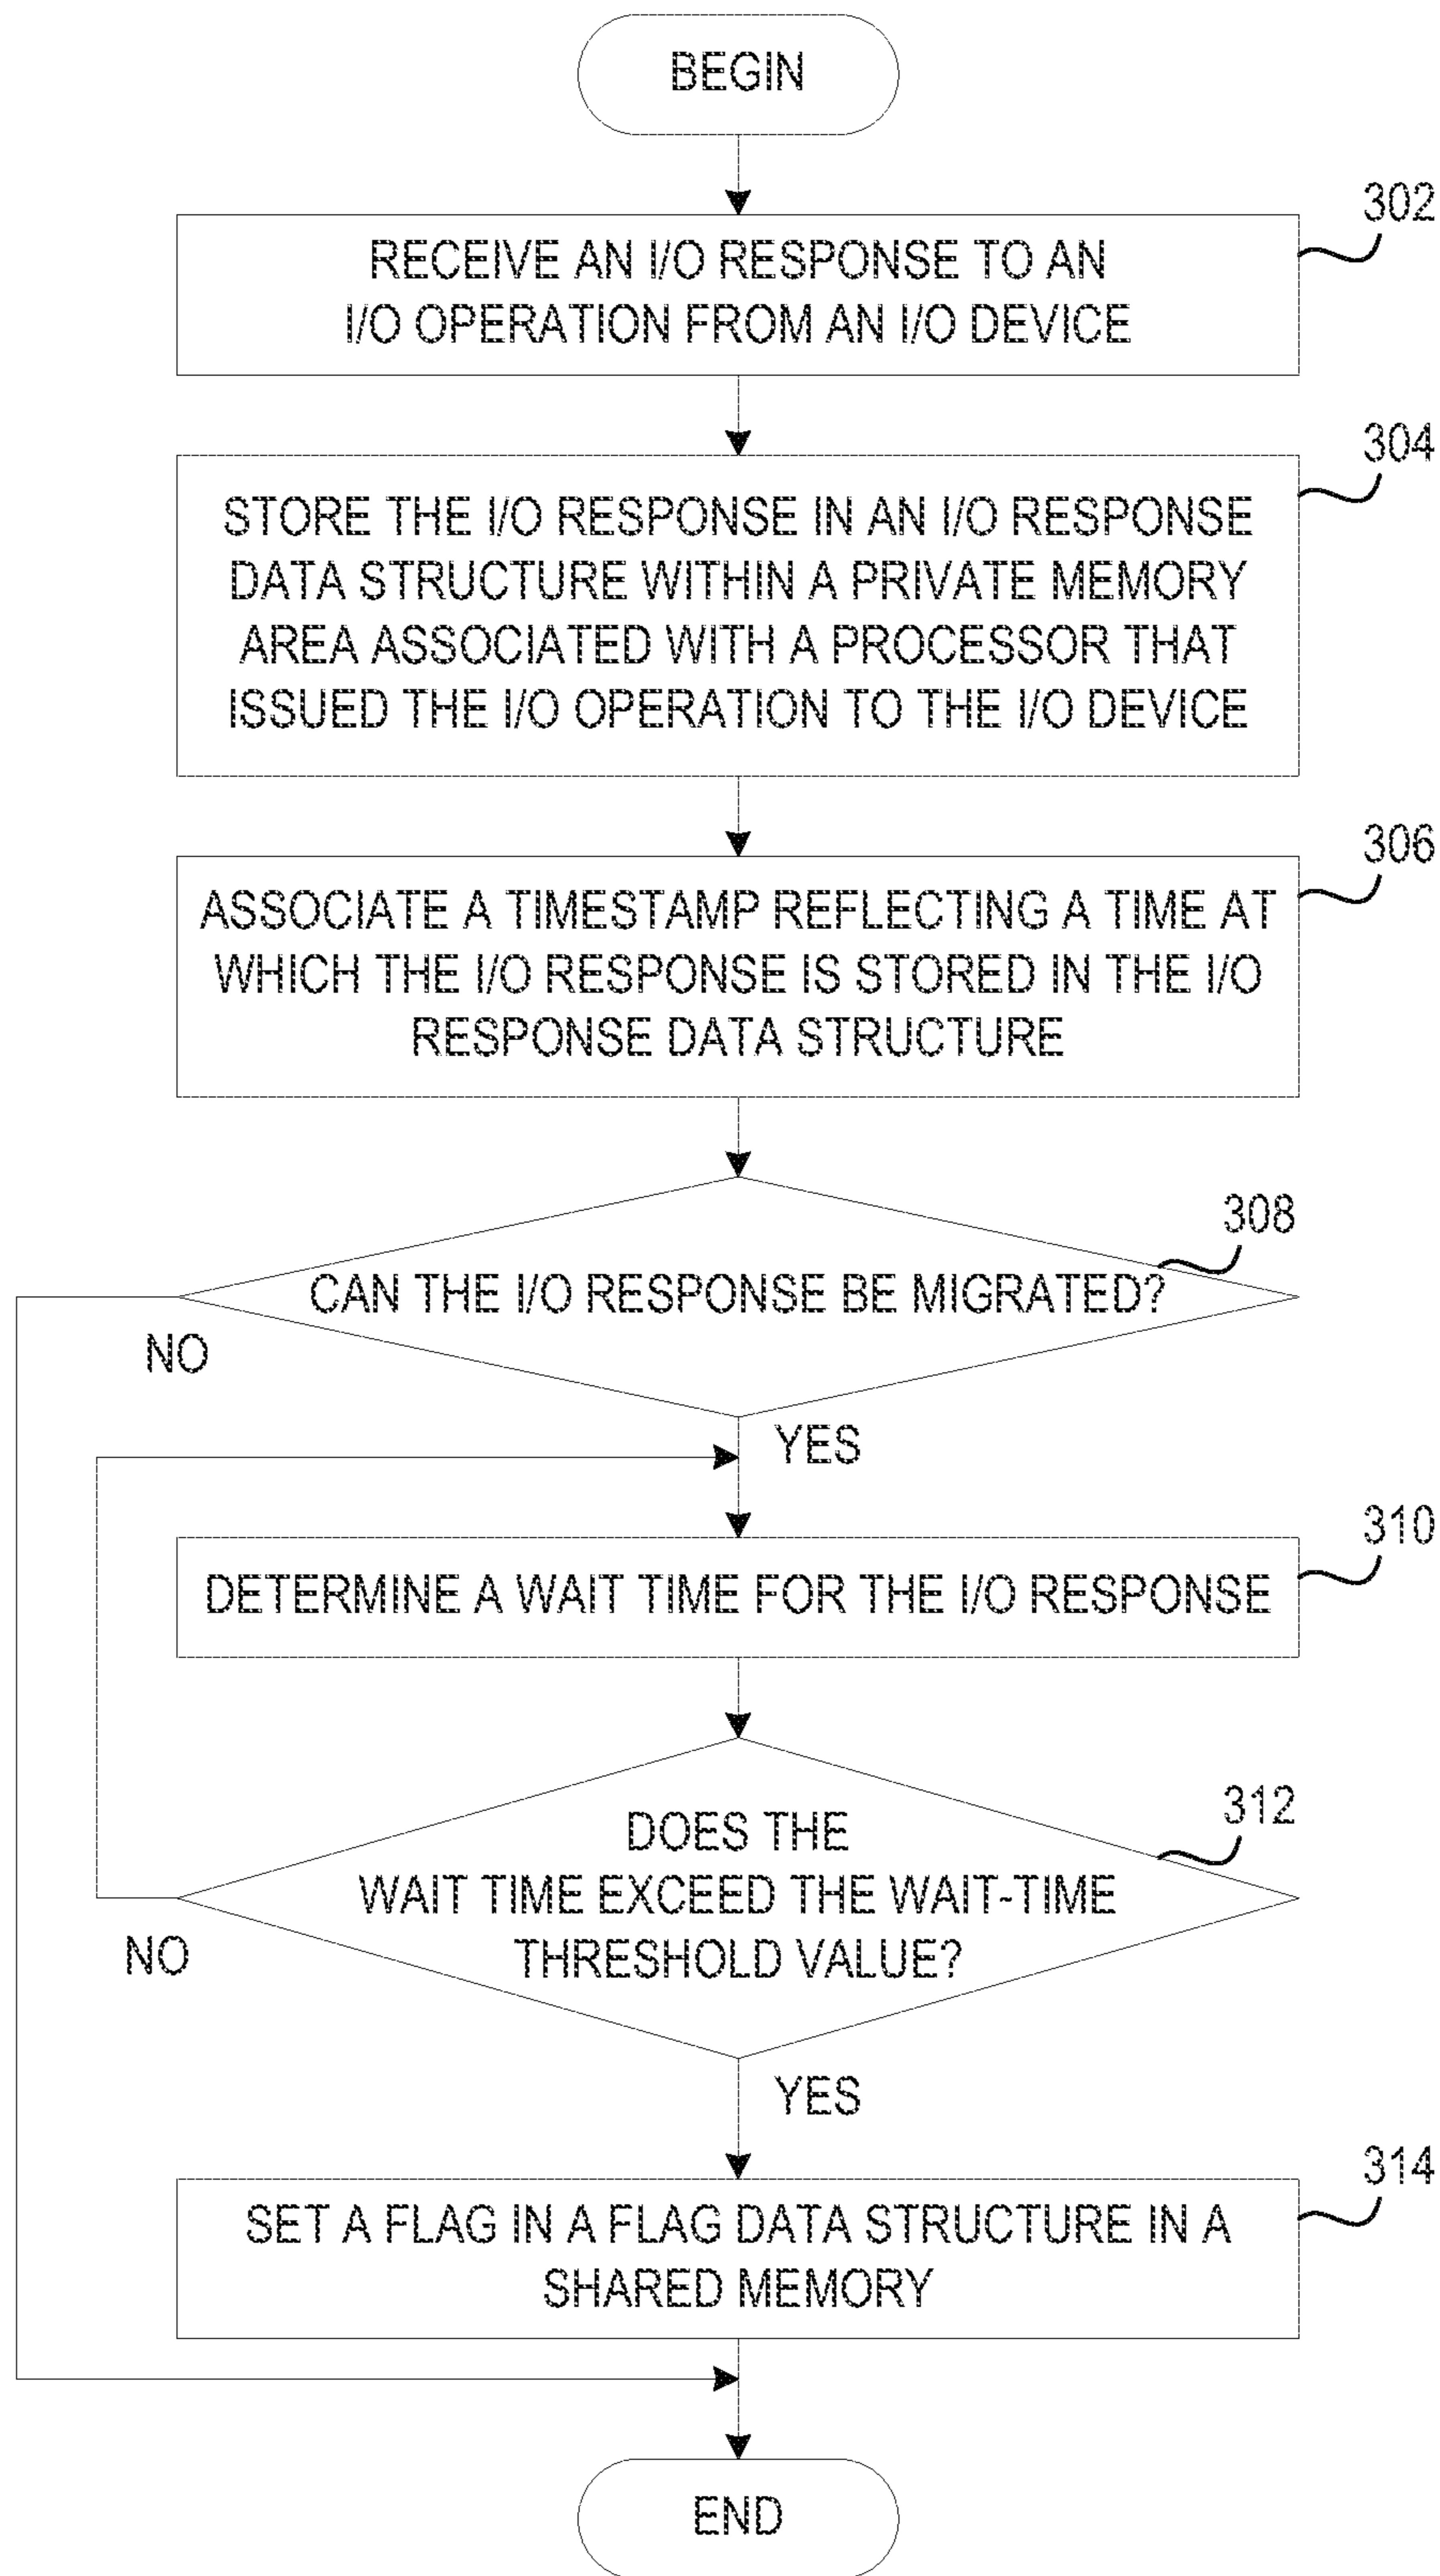 BEGIN
302
RECEIVE AN I/O RESPONSE TO AN
I/O OPERATION FROM AN I/O DEVICE
304
STORE THE I/O RESPONSE IN AN I/O RESPONSE
DATA STRUCTURE WITHIN A PRIVATE MEMORY
AREA ASSOCIATED WITH A PROCESSOR THAT
ISSUED THE I/O OPERATION TO THE I/O DEVICE
306
ASSOCIATE A TIMESTAMP REFLECTING A TIME AT
WHICH THE I/O RESPONSE IS STORED IN THE I/O
RESPONSE DATA STRUCTURE
308
CAN THE I/O RESPONSE BE MIGRATED?
NO
YES
310
DETERMINE A WAIT TIME FOR THE I/O RESPONSE
312
DOES THE
WAIT TIME EXCEED THE WAIT-TIME
THRESHOLD VALUE?
NO
YES
314
SET A FLAG IN A FLAG DATA STRUCTURE IN A
SHARED MEMORY
END